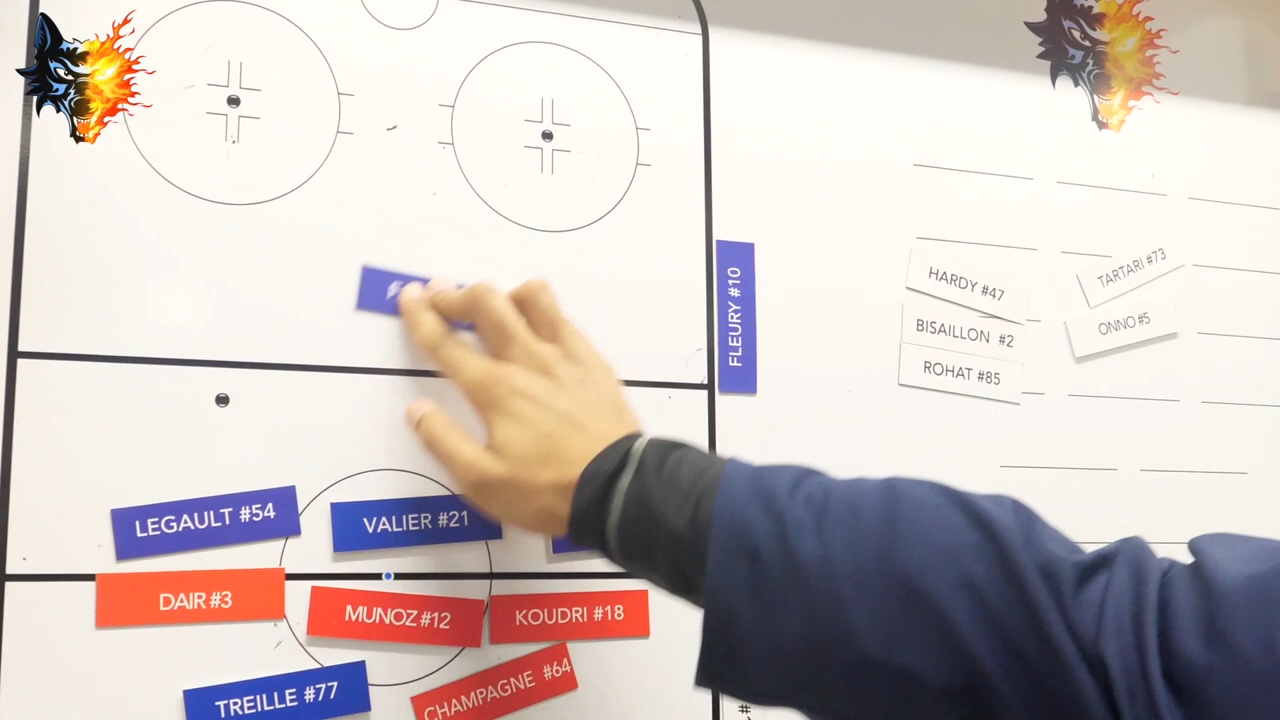 FLEURY #10
HARDY #47
TARTARI #73
BISAILLON #2
ONNO #5
ROHAT #85
LEGAULT #54
VALIER #21
DAIR #3
MUNOZ #12
KOUDRI #18
TREILLE #77
CHAMPAGNE #64